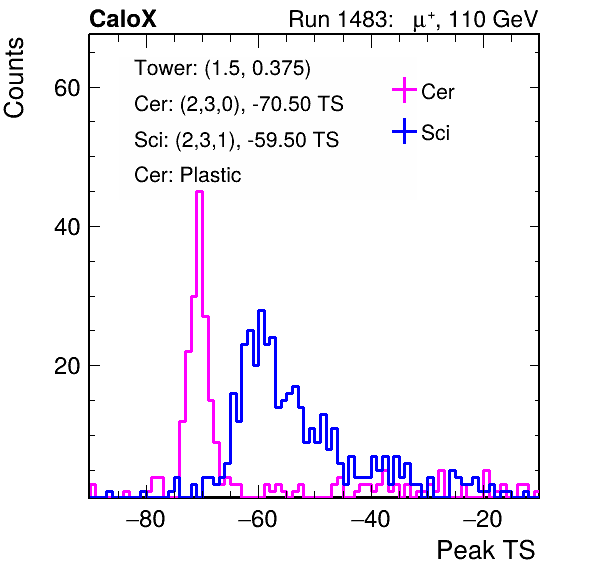 CaloX Run 1483: μ⁺, 110 GeV
Counts
Tower: (1.5, 0.375)
Cer: (2,3,0), -70.50 TS
Sci: (2,3,1), -59.50 TS
Cer: Plastic
Cer
Sci
60
40
20
−80 −60 −40 −20
Peak TS